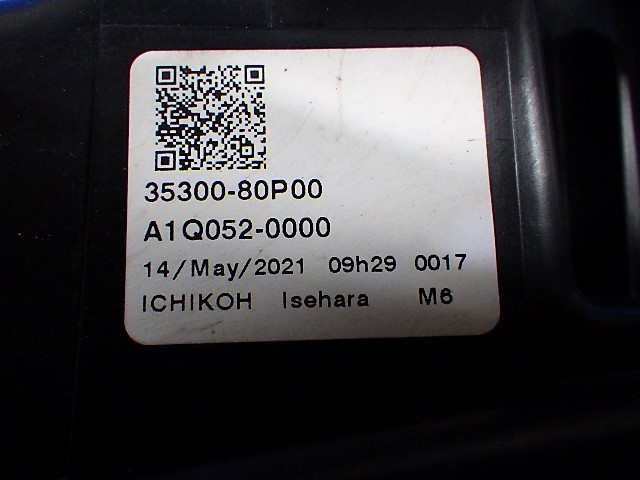 35300-80P00
A1Q052-0000
14/May/2021 09h29 0017
ICHIKOH Isehara M6